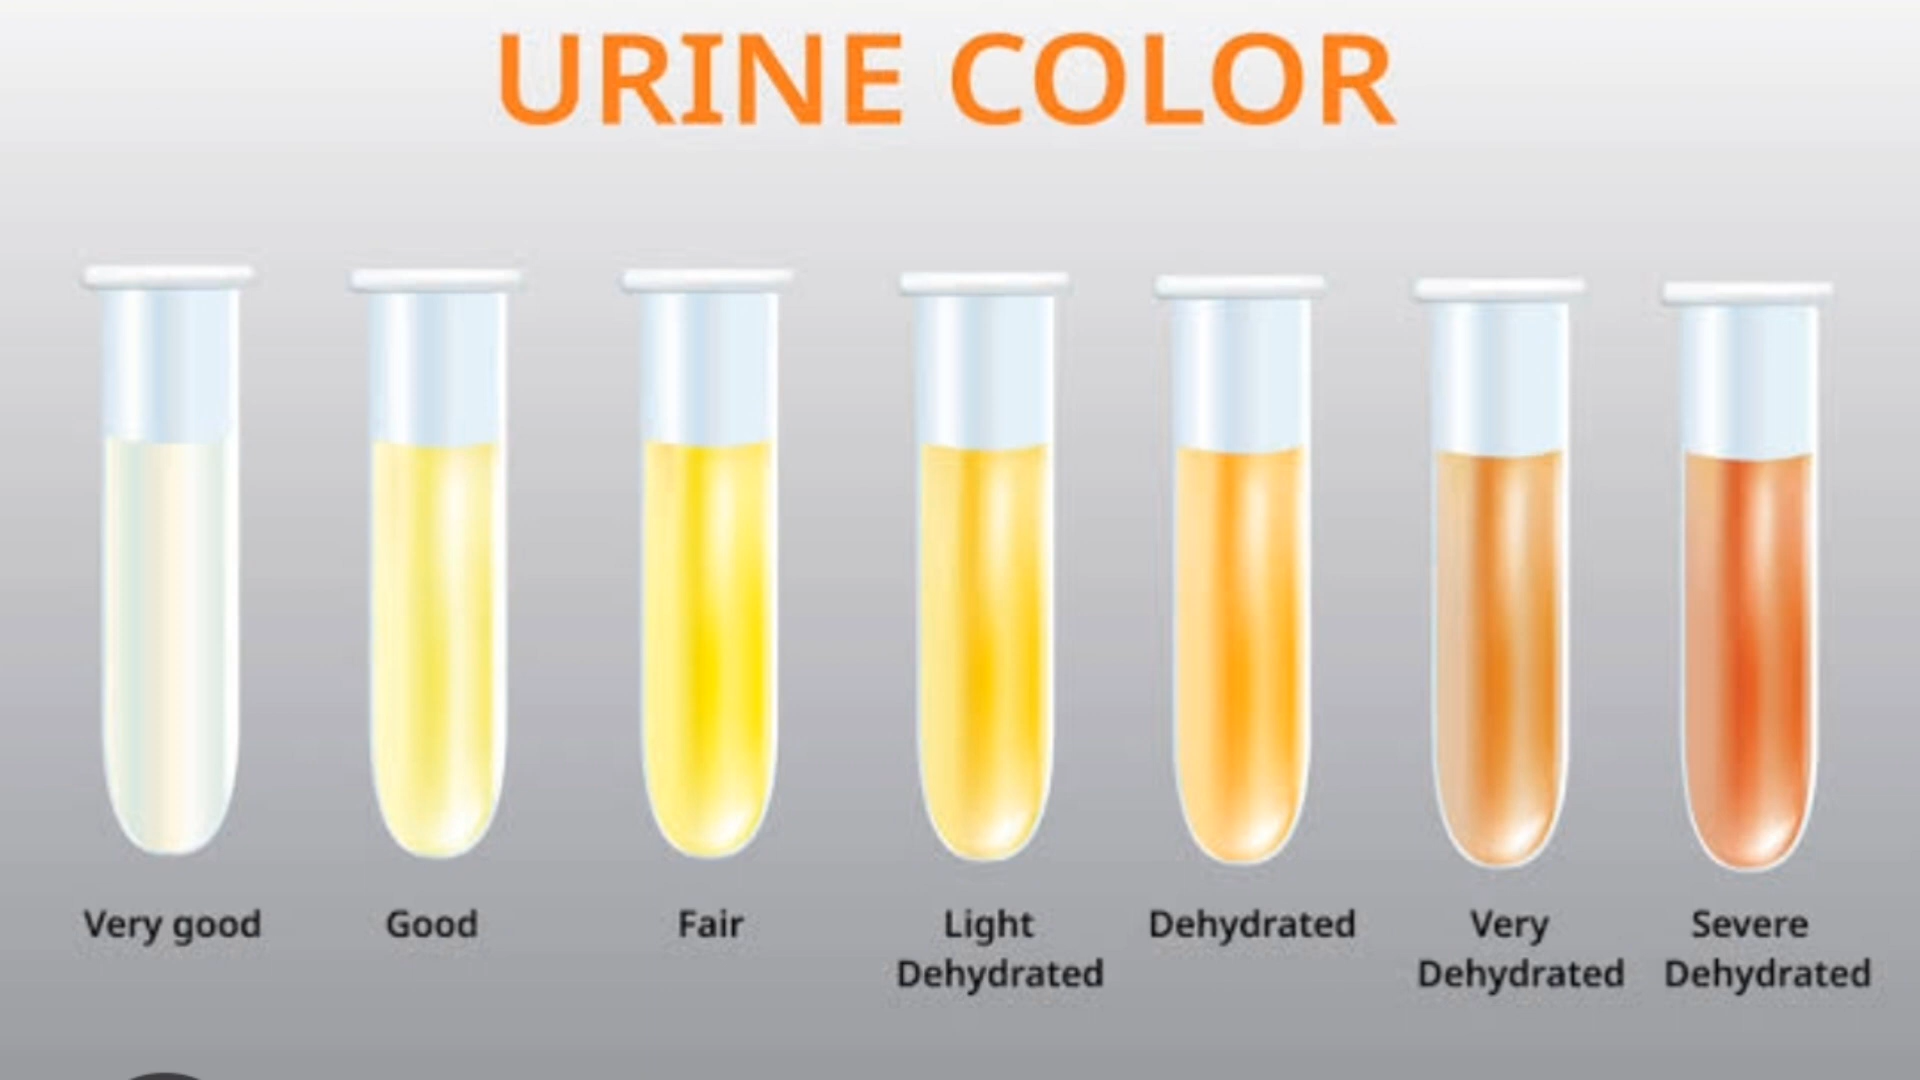 URINE COLOR
Very good
Good
Fair
Light
Dehydrated
Dehydrated
Very
Dehydrated
Severe
Dehydrated